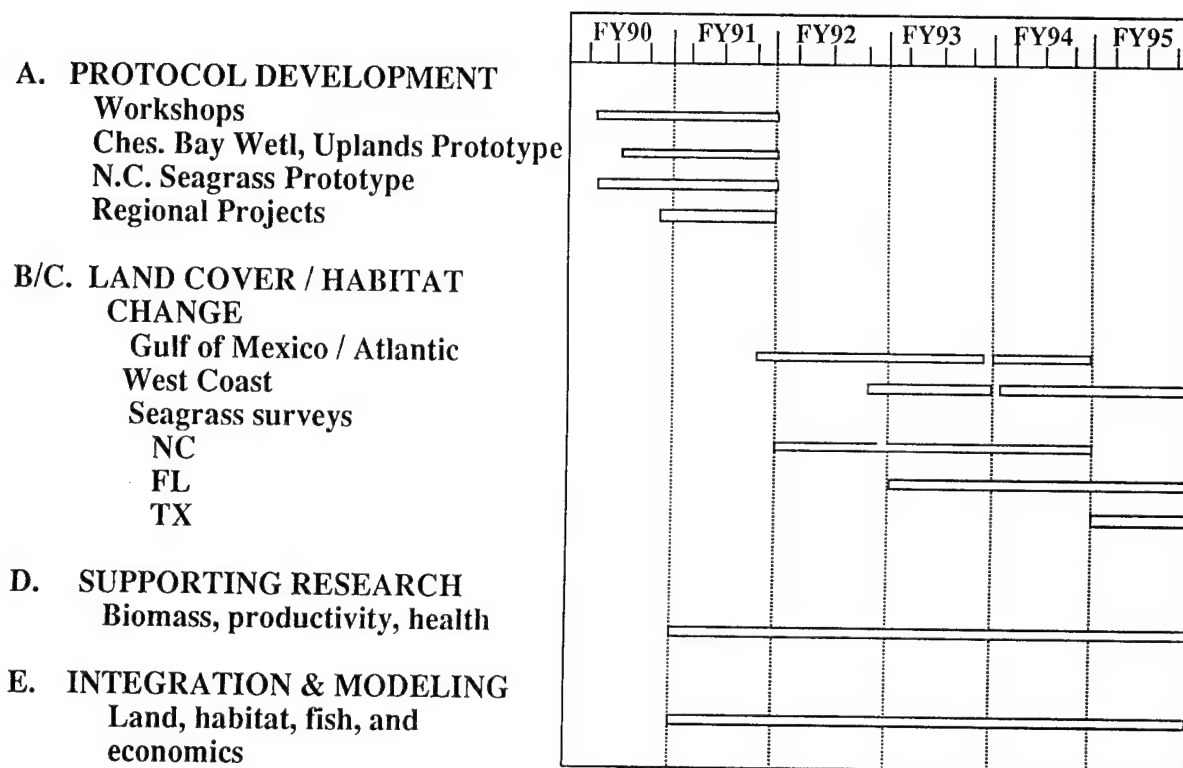 FY90 FY91 FY92 FY93 FY94 FY95
A. PROTOCOL DEVELOPMENT
Workshops
Ches. Bay Wetl, Uplands Prototype
N.C. Seagrass Prototype
Regional Projects
B/C. LAND COVER / HABITAT
CHANGE
Gulf of Mexico / Atlantic
West Coast
Seagrass surveys
NC
FL
TX
D. SUPPORTING RESEARCH
Biomass, productivity, health
E. INTEGRATION & MODELING
Land, habitat, fish, and
economics